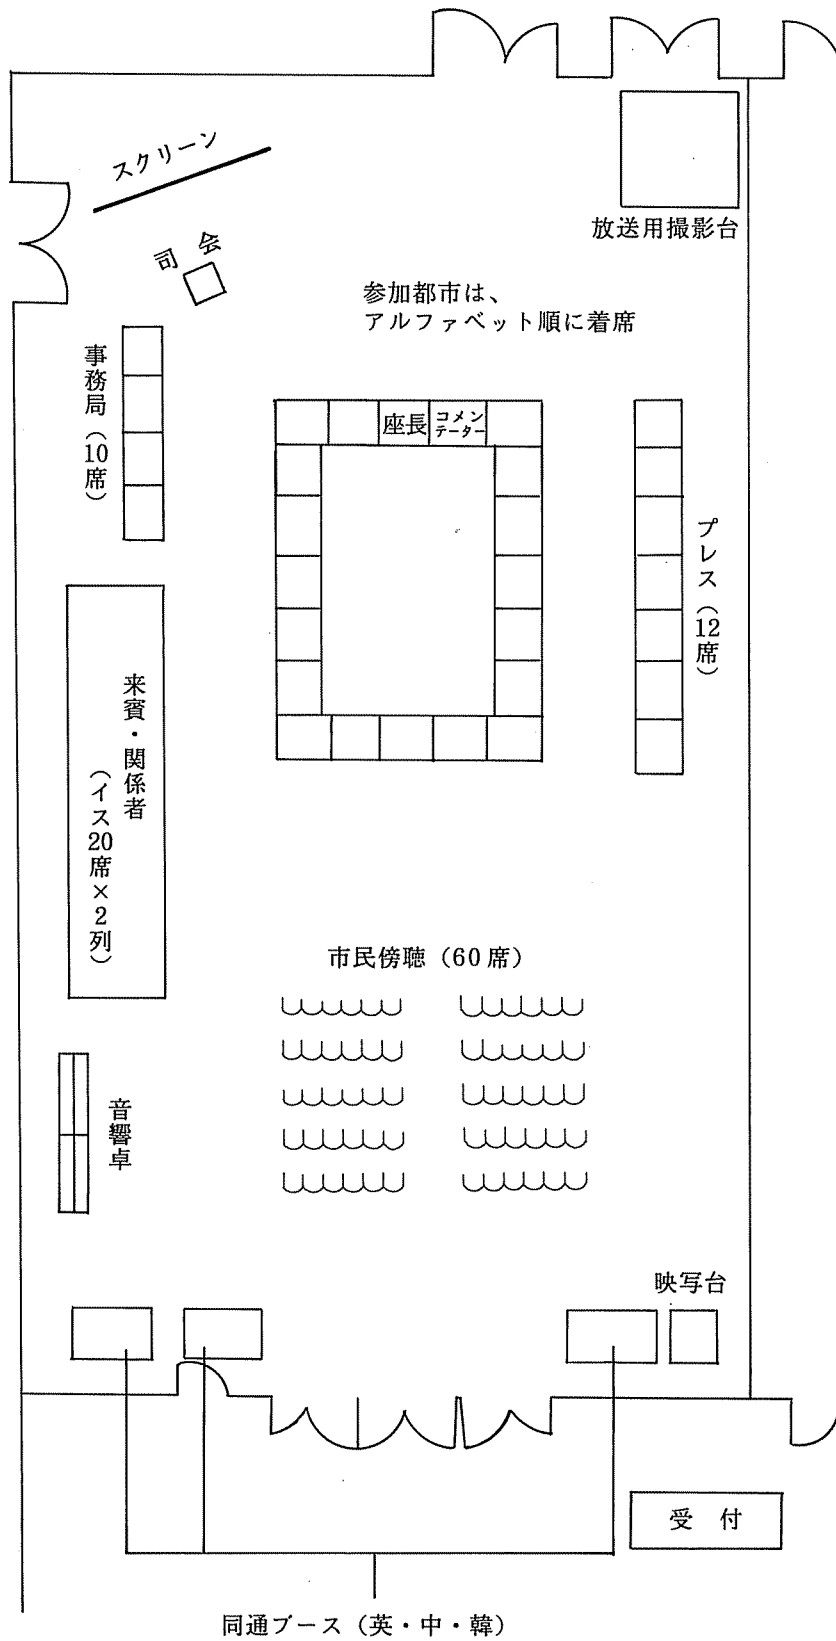 スクリーン
放送用撮影台
司会
参加都市は、
アルファベット順に着席
事務局（10席）
座長
コメン
テーター
プレス（12席）
来賓・関係者
（イス20席×2列）
市民傍聴（60席）
音響卓
映写台
受 付
同通ブース（英・中・韓）